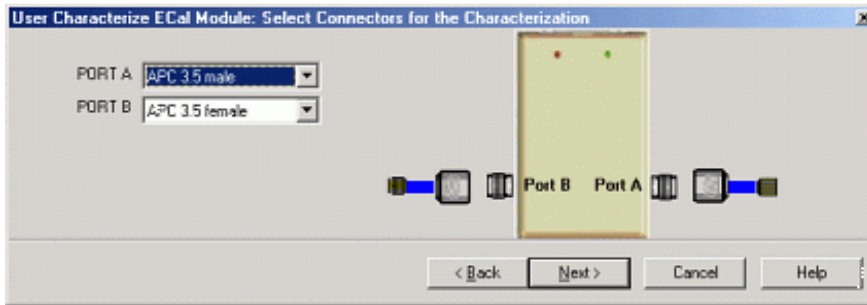 User Characterize ECal Module: Select Connectors for the Characterization
PORT A APC 3.5 male
PORT B APC 3.5 female
Port B Port A
< Back Next > Cancel Help